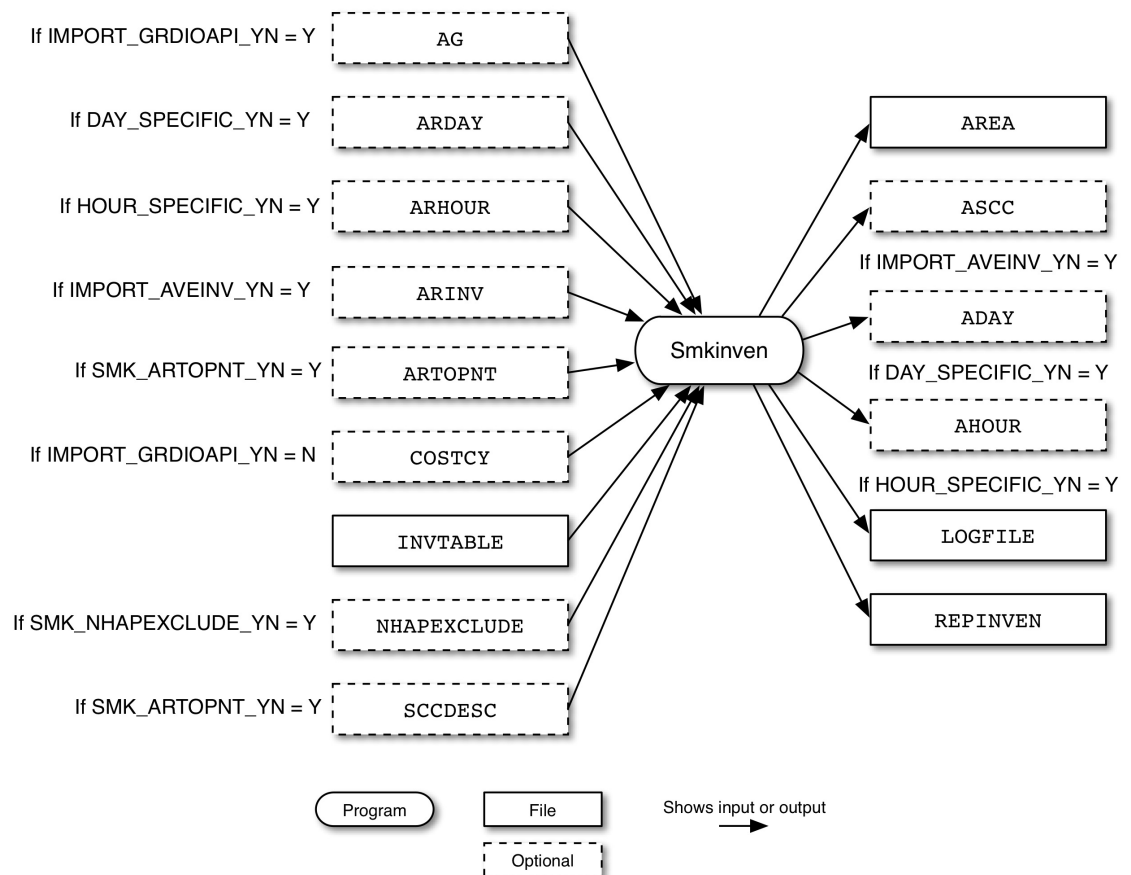 If IMPORT_GRDIOAPI_YN = Y
AG
If DAY_SPECIFIC_YN = Y
ARDAY
If HOUR_SPECIFIC_YN = Y
ARHOUR
If IMPORT_AVEINV_YN = Y
ARINV
If SMK_ARTOPNT_YN = Y
ARTOPNT
If IMPORT_GRDIOAPI_YN = N
COSTCY
INVTABLE
If SMK_NHAPEXCLUDE_YN = Y
NHAPEXCLUDE
If SMK_ARTOPNT_YN = Y
SCCDESC
Smkinven
AREA
ASCC
If IMPORT_AVEINV_YN = Y
ADAY
If DAY_SPECIFIC_YN = Y
AHOUR
If HOUR_SPECIFIC_YN = Y
LOGFILE
REPINVEN
Program
File
Shows input or output
Optional